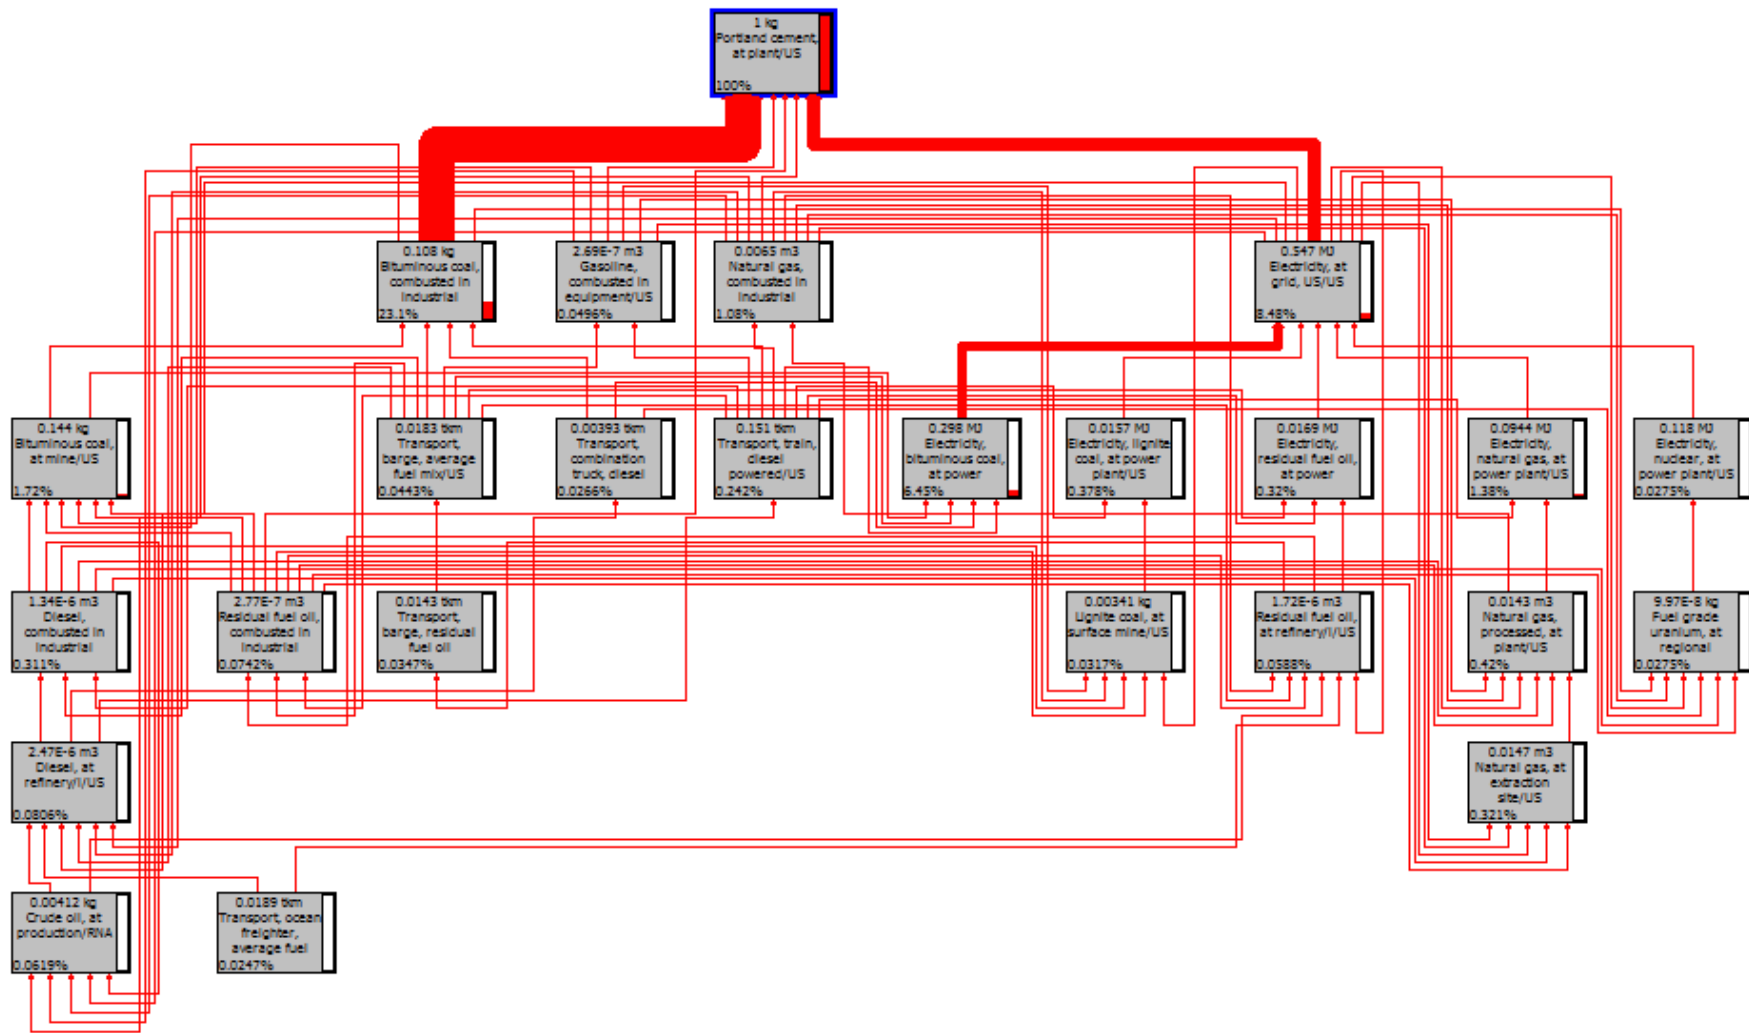 1 kg
Portland cement,
at plant/US
100%
0.108 kg
Bituminous coal,
combusted in
industrial
23.1%
2.69E-7 m3
Gasoline,
combusted in
equipment/US
0.0496%
0.0065 m3
Natural gas,
combusted in
industrial
1.08%
0.547 MJ
Electricity, at
grid, US/US
8.48%
0.144 kg
Bituminous coal,
at mine/US
1.72%
0.0183 tkm
Transport,
barge, average
fuel mix/US
0.0443%
0.00393 tkm
Transport,
combination
truck, diesel
0.0266%
0.151 tkm
Transport, train,
diesel
powered/US
0.242%
0.298 MJ
Electricity,
bituminous coal,
at power
6.45%
0.0157 MJ
Electricity, lignite
coal, at power
plant/US
0.378%
0.0169 MJ
Electricity,
residual fuel oil,
at power
0.32%
0.0944 MJ
Electricity,
natural gas, at
power plant/US
1.38%
0.118 MJ
Electricity,
nuclear, at
power plant/US
0.0275%
1.34E-6 m3
Diesel,
combusted in
industrial
0.311%
2.77E-7 m3
Residual fuel oil,
combusted in
industrial
0.0742%
0.0143 tkm
Transport,
barge, residual
fuel oil
0.0347%
0.00341 kg
Lignite coal, at
surface mine/US
0.0317%
1.72E-6 m3
Residual fuel oil,
at refinery/l/US
0.0588%
0.0143 m3
Natural gas,
processed, at
plant/US
0.42%
9.97E-8 kg
Fuel grade
uranium, at
regional
0.0275%
2.47E-6 m3
Diesel, at
refinery/l/US
0.0806%
0.0147 m3
Natural gas, at
extraction
site/US
0.321%
0.00412 kg
Crude oil, at
production/RNA
0.0619%
0.0189 tkm
Transport, ocean
freighter,
average fuel
0.0247%